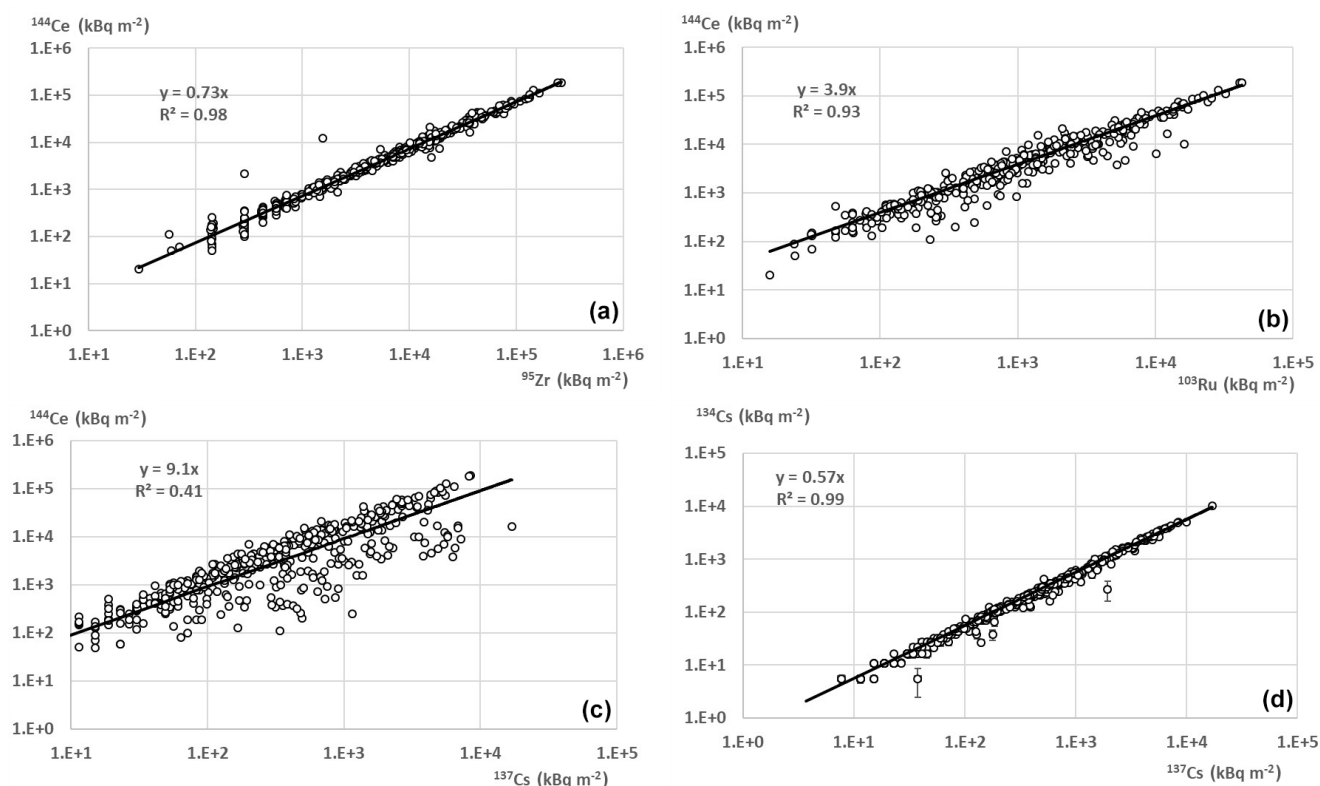 ¹⁴⁴Ce (kBq m⁻²)
1.E+6
1.E+5
1.E+4
1.E+3
1.E+2
1.E+1
1.E+0
y = 0.73x
R² = 0.98
(a)
1.E+1 1.E+2 1.E+3 1.E+4 1.E+5 1.E+6
⁹⁵Zr (kBq m⁻²)
¹⁴⁴Ce (kBq m⁻²)
1.E+6
1.E+5
1.E+4
1.E+3
1.E+2
1.E+1
1.E+0
y = 3.9x
R² = 0.93
(b)
1.E+1 1.E+2 1.E+3 1.E+4 1.E+5
¹⁰³Ru (kBq m⁻²)
¹⁴⁴Ce (kBq m⁻²)
1.E+6
1.E+5
1.E+4
1.E+3
1.E+2
1.E+1
1.E+0
y = 9.1x
R² = 0.41
(c)
1.E+1 1.E+2 1.E+3 1.E+4 1.E+5
¹³⁷Cs (kBq m⁻²)
¹³⁴Cs (kBq m⁻²)
1.E+5
1.E+4
1.E+3
1.E+2
1.E+1
1.E+0
y = 0.57x
R² = 0.99
(d)
1.E+0 1.E+1 1.E+2 1.E+3 1.E+4 1.E+5
¹³⁷Cs (kBq m⁻²)